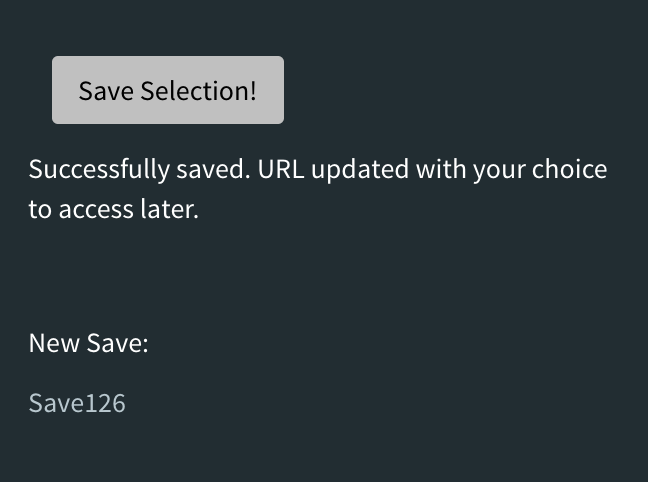 Save Selection!
Successfully saved. URL updated with your choice
to access later.
New Save:
Save126